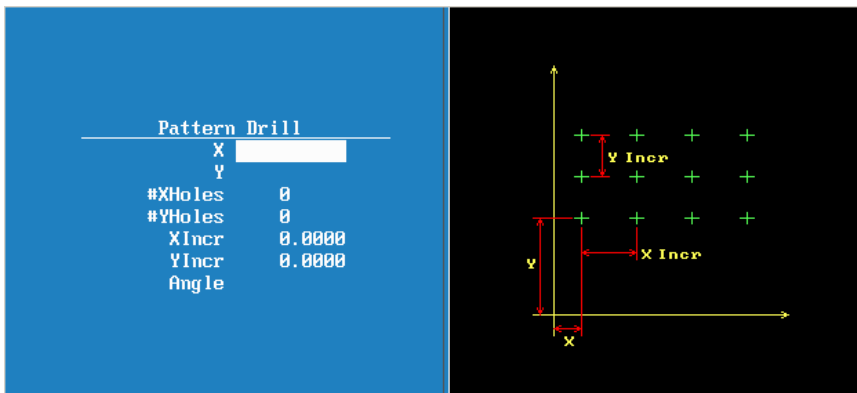 Pattern Drill
X
Y
#XHoles 0
#YHoles 0
XIncr 0.0000
YIncr 0.0000
Angle
Y Incr
X Incr
Y
X